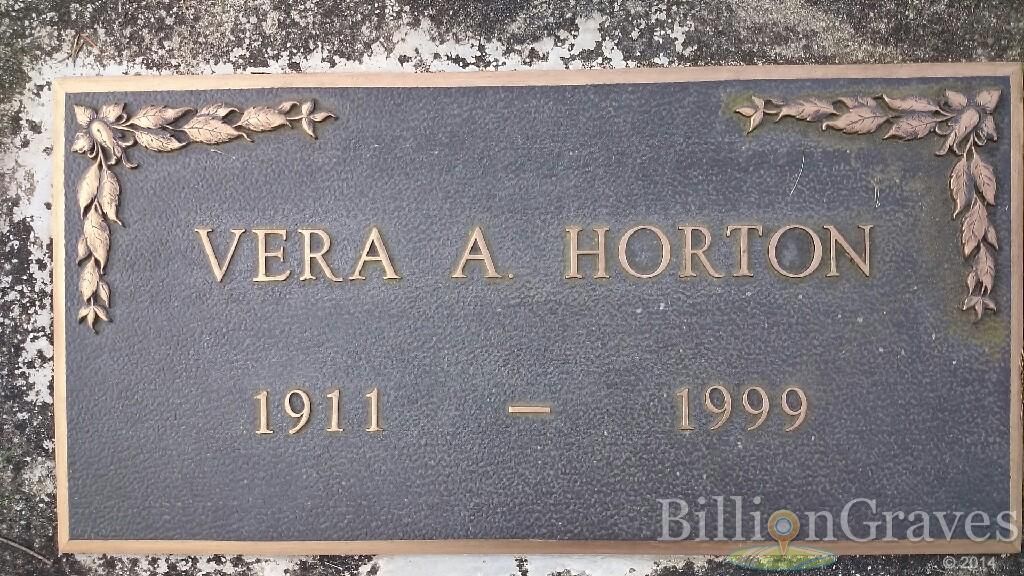 VERA A. HORTON
1911 – 1999
BillionGraves
© 2014